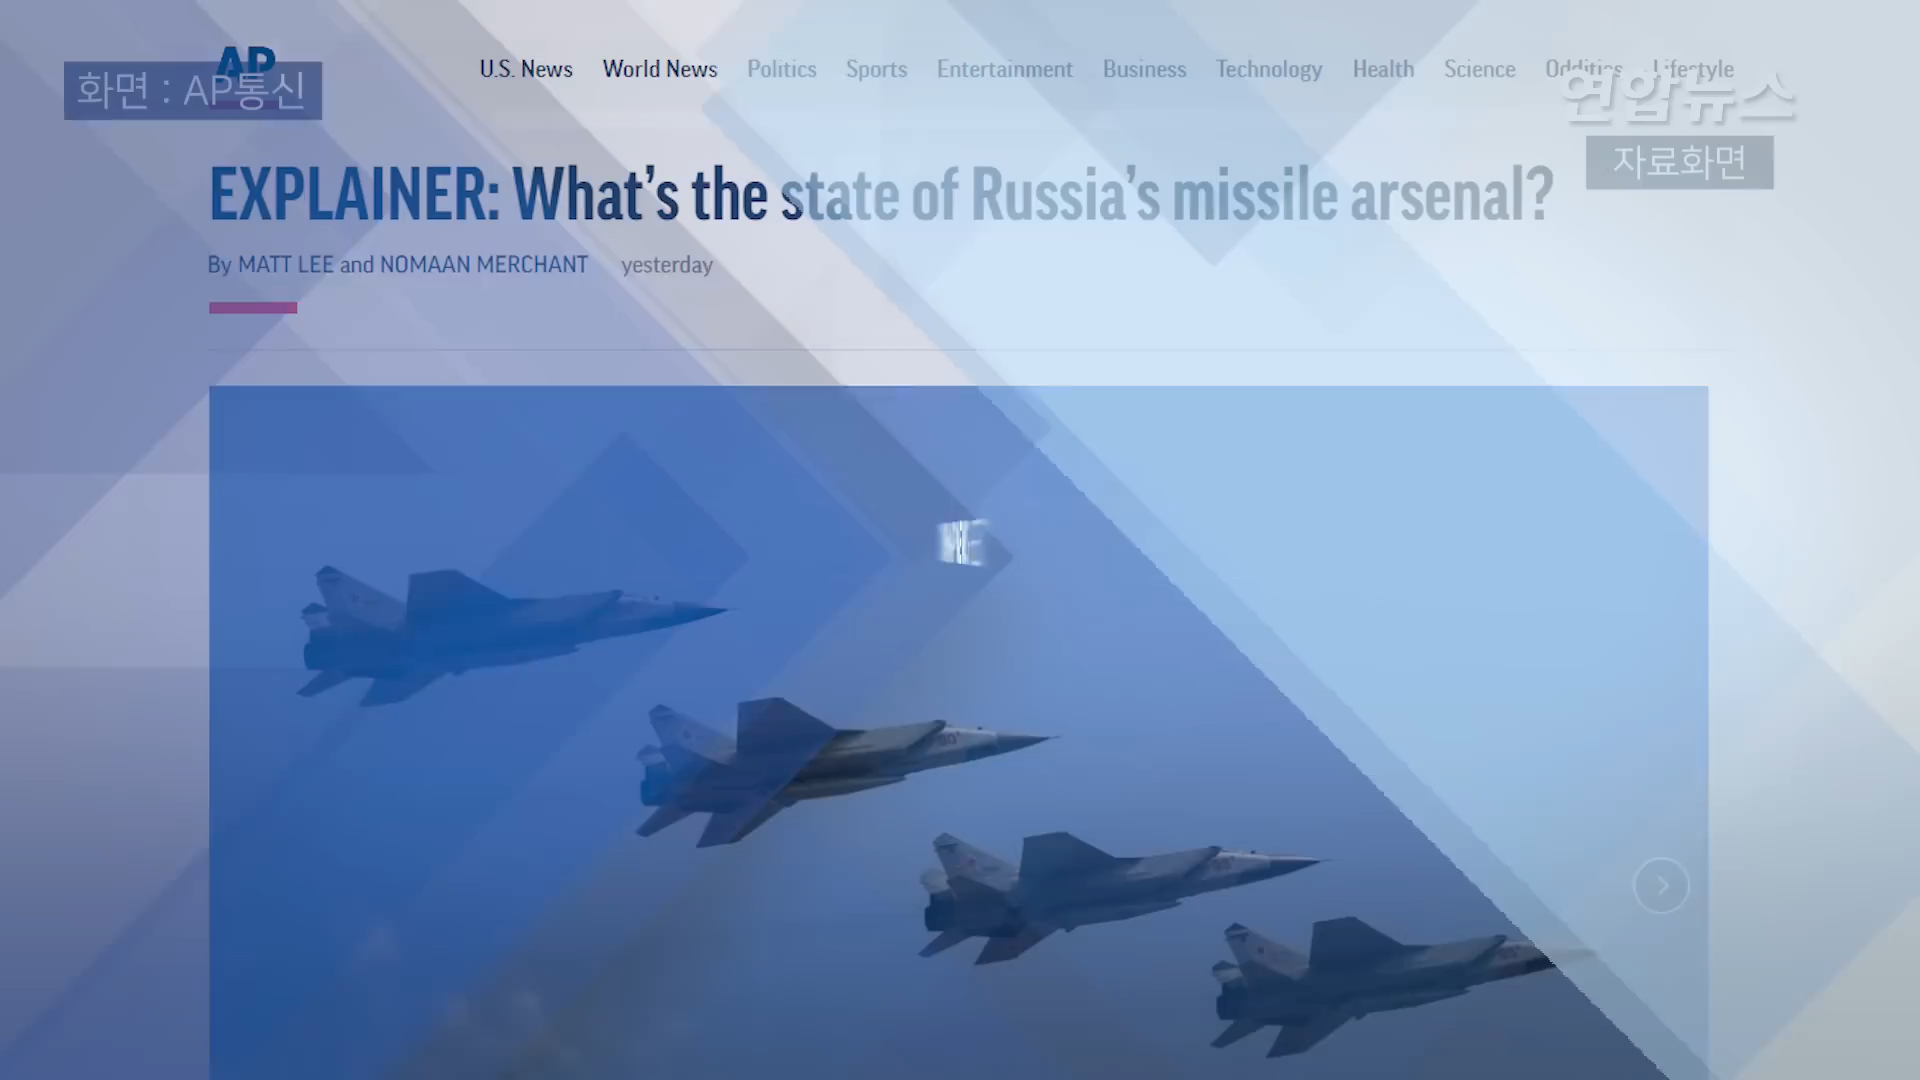 AP
화면 : AP통신
U.S. News World News Politics Sports Entertainment Business Technology Health Science Oddities Lifestyle
연합뉴스
자료화면
EXPLAINER: What's the state of Russia's missile arsenal?
By MATT LEE and NOMAAN MERCHANT yesterday